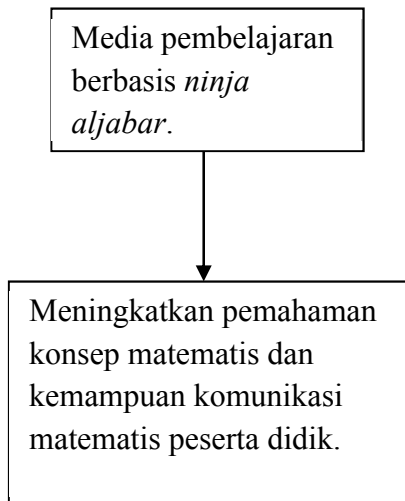 Media pembelajaran
berbasis ninja
aljabar.
Meningkatkan pemahaman
konsep matematis dan
kemampuan komunikasi
matematis peserta didik.